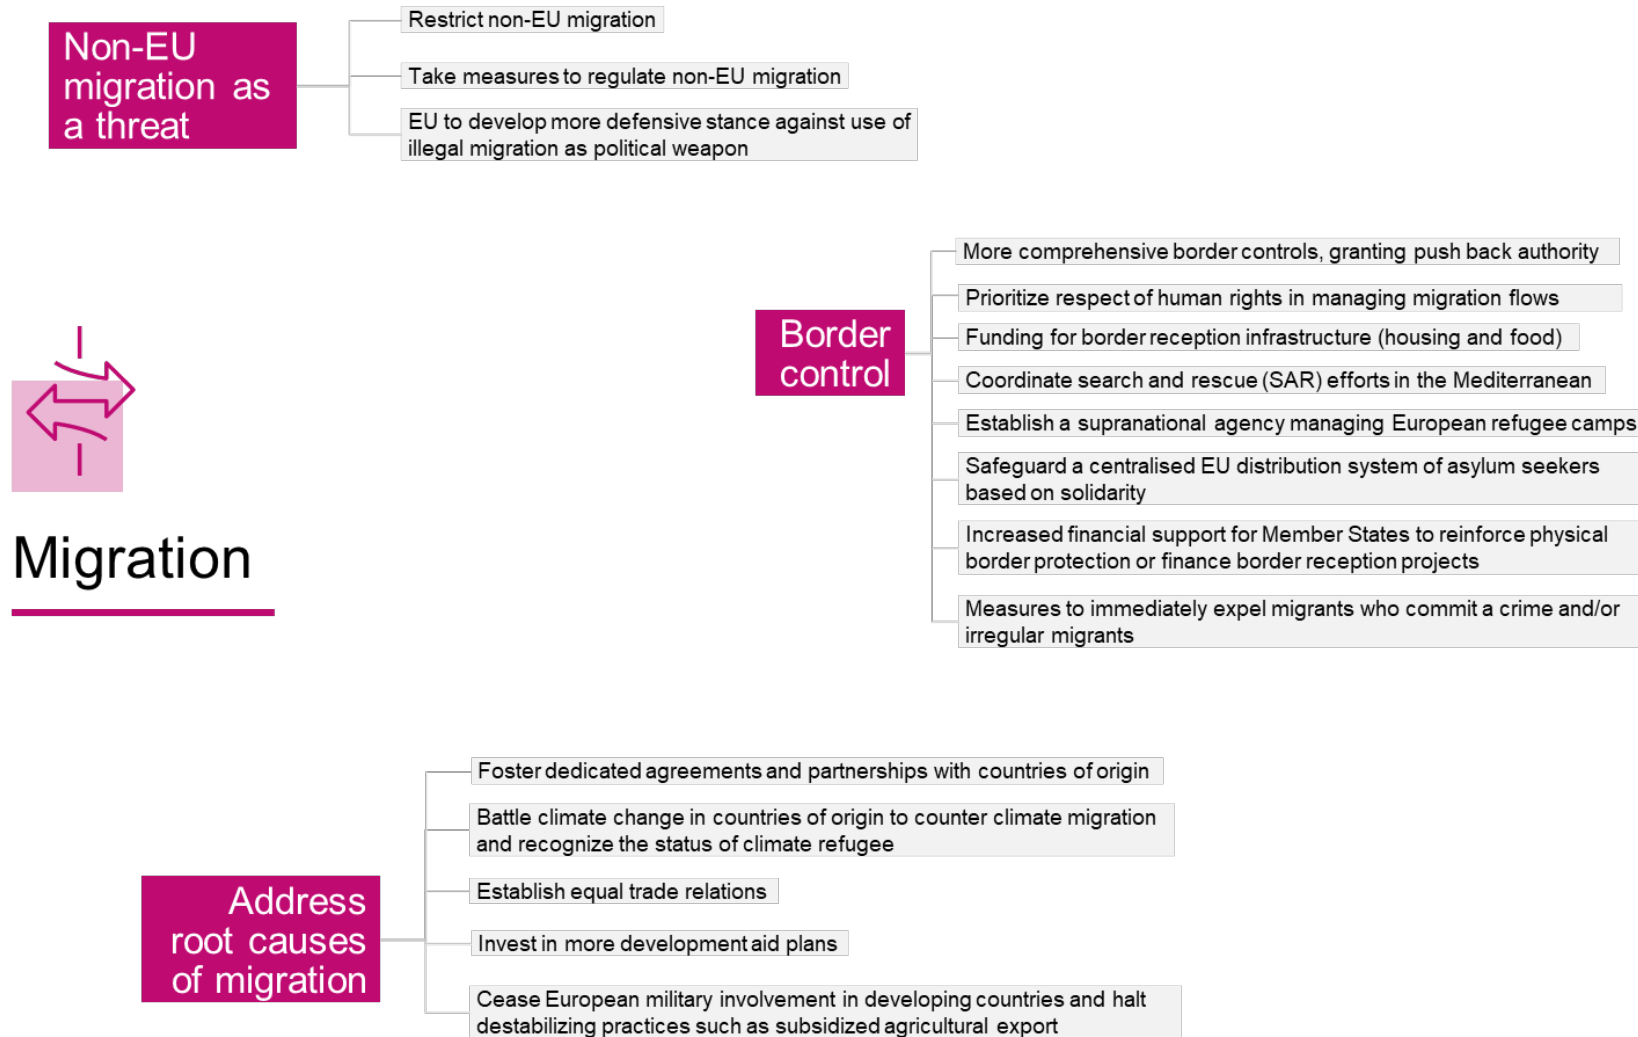 Non-EU
migration as
a threat
Restrict non-EU migration
Take measures to regulate non-EU migration
EU to develop more defensive stance against use of
illegal migration as political weapon
Border
control
More comprehensive border controls, granting push back authority
Prioritize respect of human rights in managing migration flows
Funding for border reception infrastructure (housing and food)
Coordinate search and rescue (SAR) efforts in the Mediterranean
Establish a supranational agency managing European refugee camps
Safeguard a centralised EU distribution system of asylum seekers
based on solidarity
Increased financial support for Member States to reinforce physical
border protection or finance border reception projects
Measures to immediately expel migrants who commit a crime and/or
irregular migrants
Migration
Address
root causes
of migration
Foster dedicated agreements and partnerships with countries of origin
Battle climate change in countries of origin to counter climate migration
and recognize the status of climate refugee
Establish equal trade relations
Invest in more development aid plans
Cease European military involvement in developing countries and halt
destabilizing practices such as subsidized agricultural export